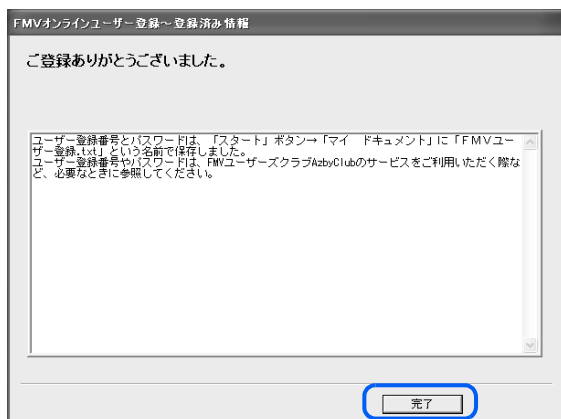 FMVオンラインユーザー登録～登録済み情報
ご登録ありがとうございました。
ユーザー登録番号とパスワードは、「スタート」ボタン→「マイ　ドキュメント」に「ＦＭＶユー
ザー登録.txt」という名前で保存しました。
ユーザー登録番号やパスワードは、FMVユーザーズクラブAzbyClubのサービスをご利用いただく際な
ど、必要なときに参照してください。
完了